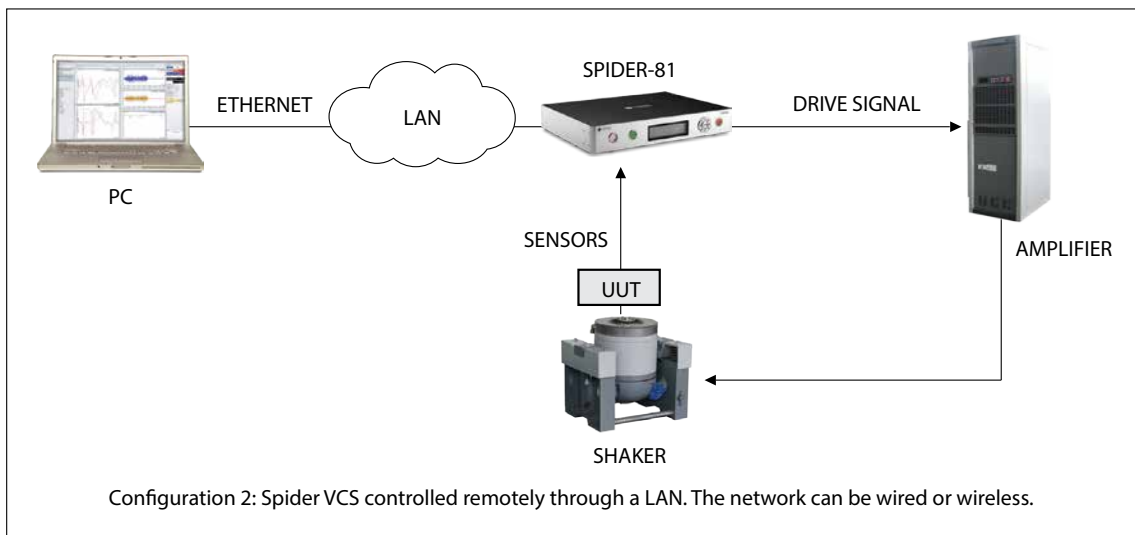 SPIDER-81
ETHERNET
LAN
DRIVE SIGNAL
PC
SENSORS
AMPLIFIER
UUT
SHAKER
Configuration 2: Spider VCS controlled remotely through a LAN. The network can be wired or wireless.